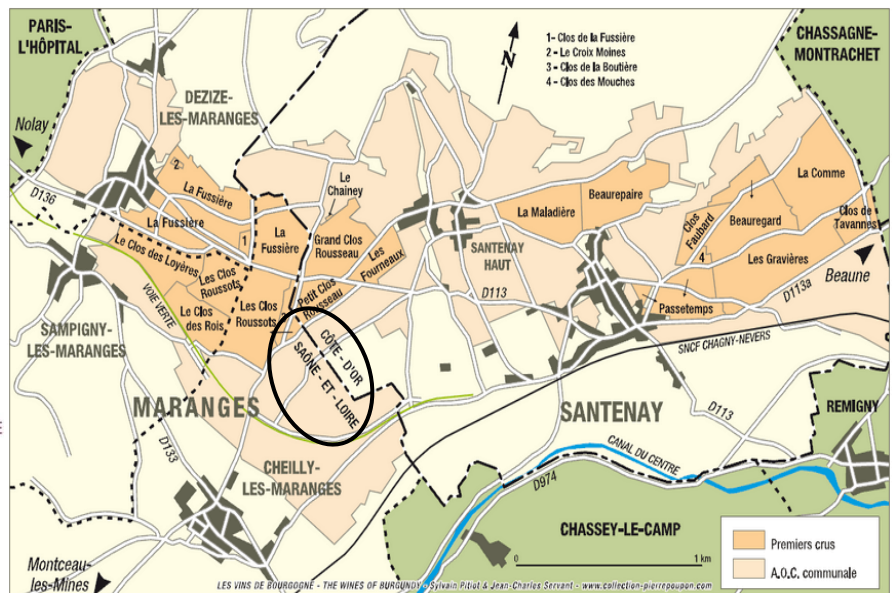 PARIS-
L'HÔPITAL
Nolay
DEZIZE-
LES-MARANGES
N
1- Clos de la Fussière
2 - Le Croix Moines
3 - Clos de la Boutière
4 - Clos des Mouches
CHASSAGNE-
MONTRACHET
D136
2
La Fussière
La Fussière
1
La
Fussière
Le
Chainey
Grand Clos
Rousseau
Les
Fourneaux
Petit Clos
Rousseau
La Maladière
Beaurepaire
SANTENAY
HAUT
La Comme
Clos
Faubard
Beauregard
Clos de
Tavannes
4
Les Gravières
Passetemps
Beaune
D113a
D113
Le Clos des Loyères
Les Clos
Roussots
Le Clos
des Rois
Les Clos
Roussots
VOIE VERTE
SAMPIGNY-
LES-MARANGES
CÔTE - D'OR
SAÔNE - ET - LOIRE
SNCF CHAGNY-NEVERS
MARANGES
SANTENAY
D113
REMIGNY
D133
CHEILLY-
LES-MARANGES
CANAL DU CENTRE
D974
CHASSEY-LE-CAMP
0
1 km
Montceau-
les-Mines
Premiers crus
A.O.C. communale
LES VINS DE BOURGOGNE - THE WINES OF BURGUNDY - Sylvain Pitiot & Jean-Charles Servant - www.collection-pierrepoupon.com